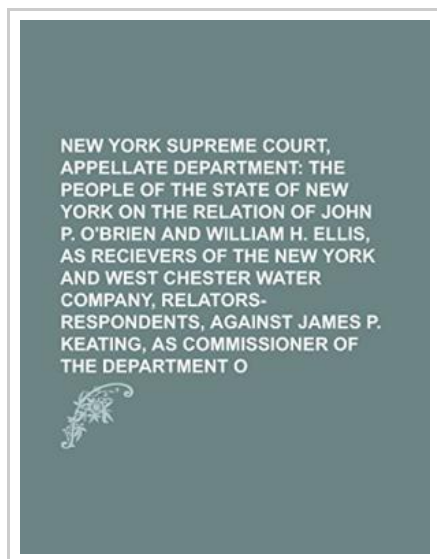 NEW YORK SUPREME COURT,
APPELLATE DEPARTMENT: THE
PEOPLE OF THE STATE OF NEW
YORK ON THE RELATION OF JOHN
P. O'BRIEN AND WILLIAM H. ELLIS,
AS RECIEVERS OF THE NEW YORK
AND WEST CHESTER WATER
COMPANY, RELATORS-
RESPONDENTS, AGAINST JAMES P.
KEATING, AS COMMISSIONER OF
THE DEPARTMENT O